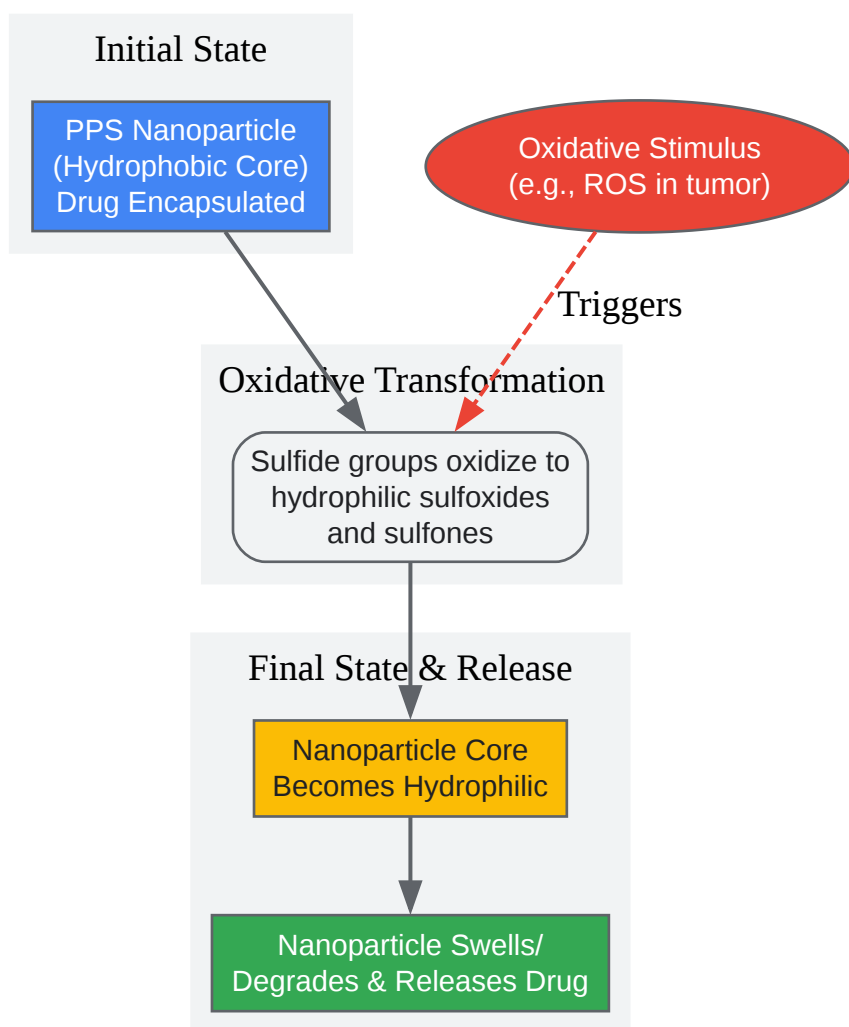 Initial State
PPS Nanoparticle
(Hydrophobic Core)
Drug Encapsulated
Oxidative Stimulus
(e.g., ROS in tumor)
Triggers
Oxidative Transformation
Sulfide groups oxidize to
hydrophilic sulfoxides
and sulfones
Final State & Release
Nanoparticle Core
Becomes Hydrophilic
Nanoparticle Swells/
Degrades & Releases Drug